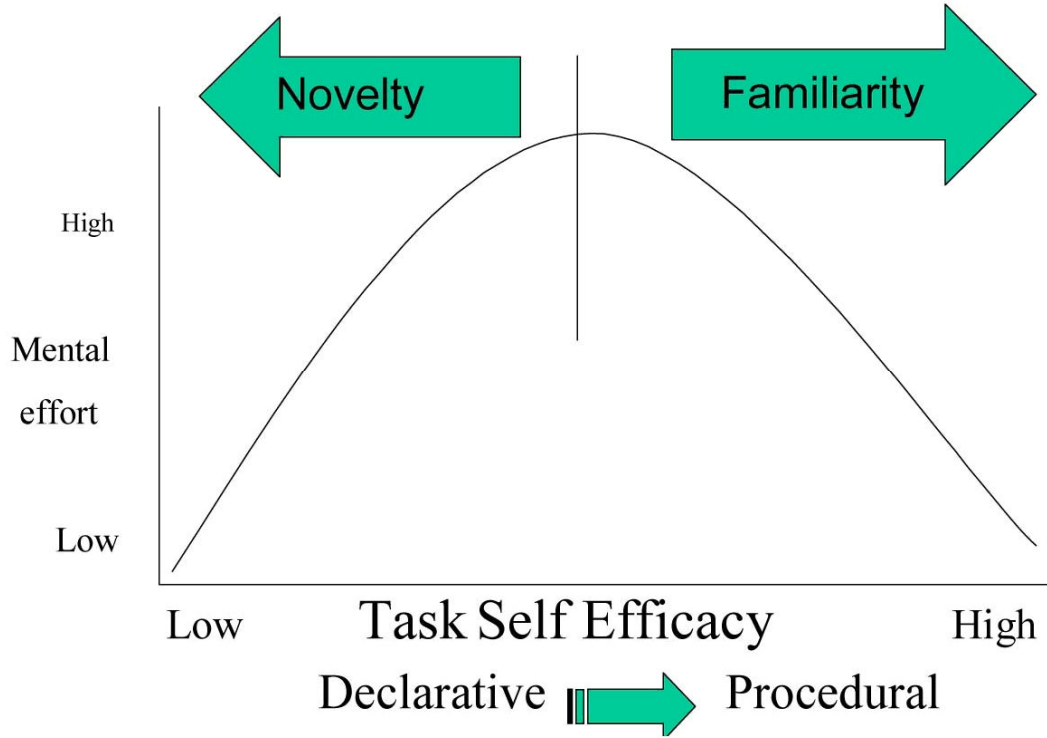 Novelty
Familiarity
High
Mental
effort
Low
Low
Task Self Efficacy
High
Declarative
Procedural